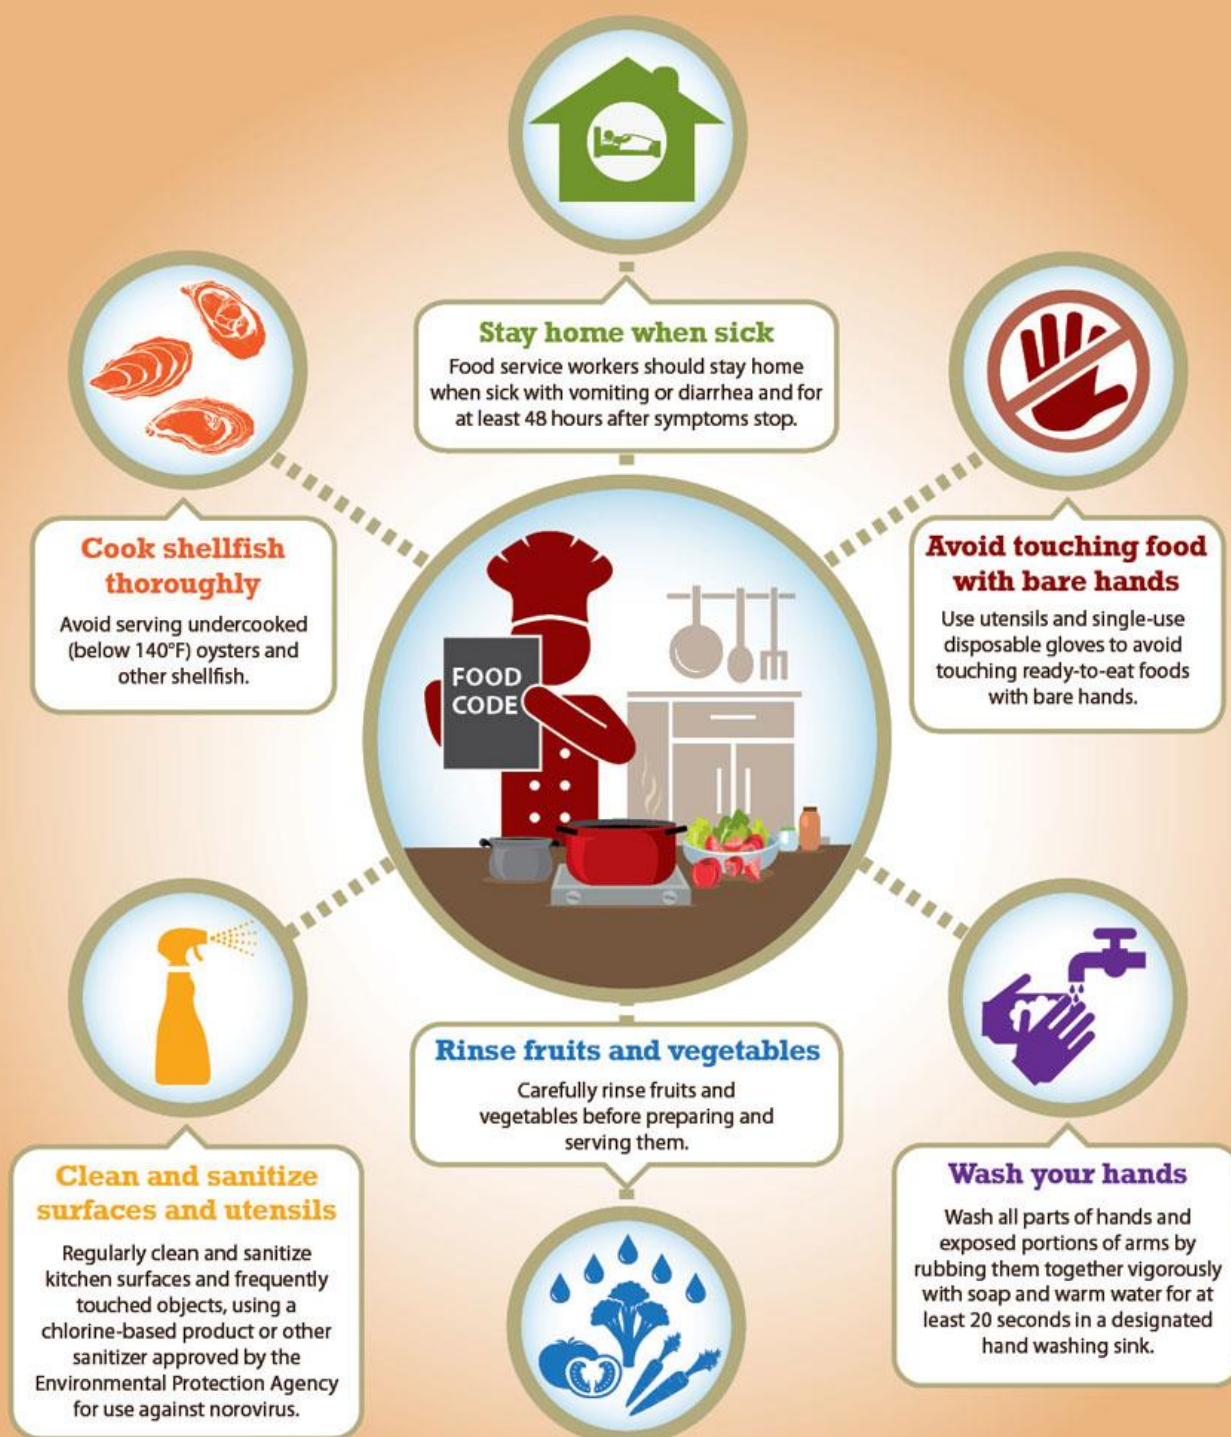 Stay home when sick
Food service workers should stay home
when sick with vomiting or diarrhea and for
at least 48 hours after symptoms stop.
Cook shellfish
thoroughly
Avoid serving undercooked
(below 140°F) oysters and
other shellfish.
Avoid touching food
with bare hands
Use utensils and single-use
disposable gloves to avoid
touching ready-to-eat foods
with bare hands.
FOOD
CODE
Clean and sanitize
surfaces and utensils
Regularly clean and sanitize
kitchen surfaces and frequently
touched objects, using a
chlorine-based product or other
sanitizer approved by the
Environmental Protection Agency
for use against norovirus.
Rinse fruits and vegetables
Carefully rinse fruits and
vegetables before preparing and
serving them.
Wash your hands
Wash all parts of hands and
exposed portions of arms by
rubbing them together vigorously
with soap and warm water for at
least 20 seconds in a designated
hand washing sink.